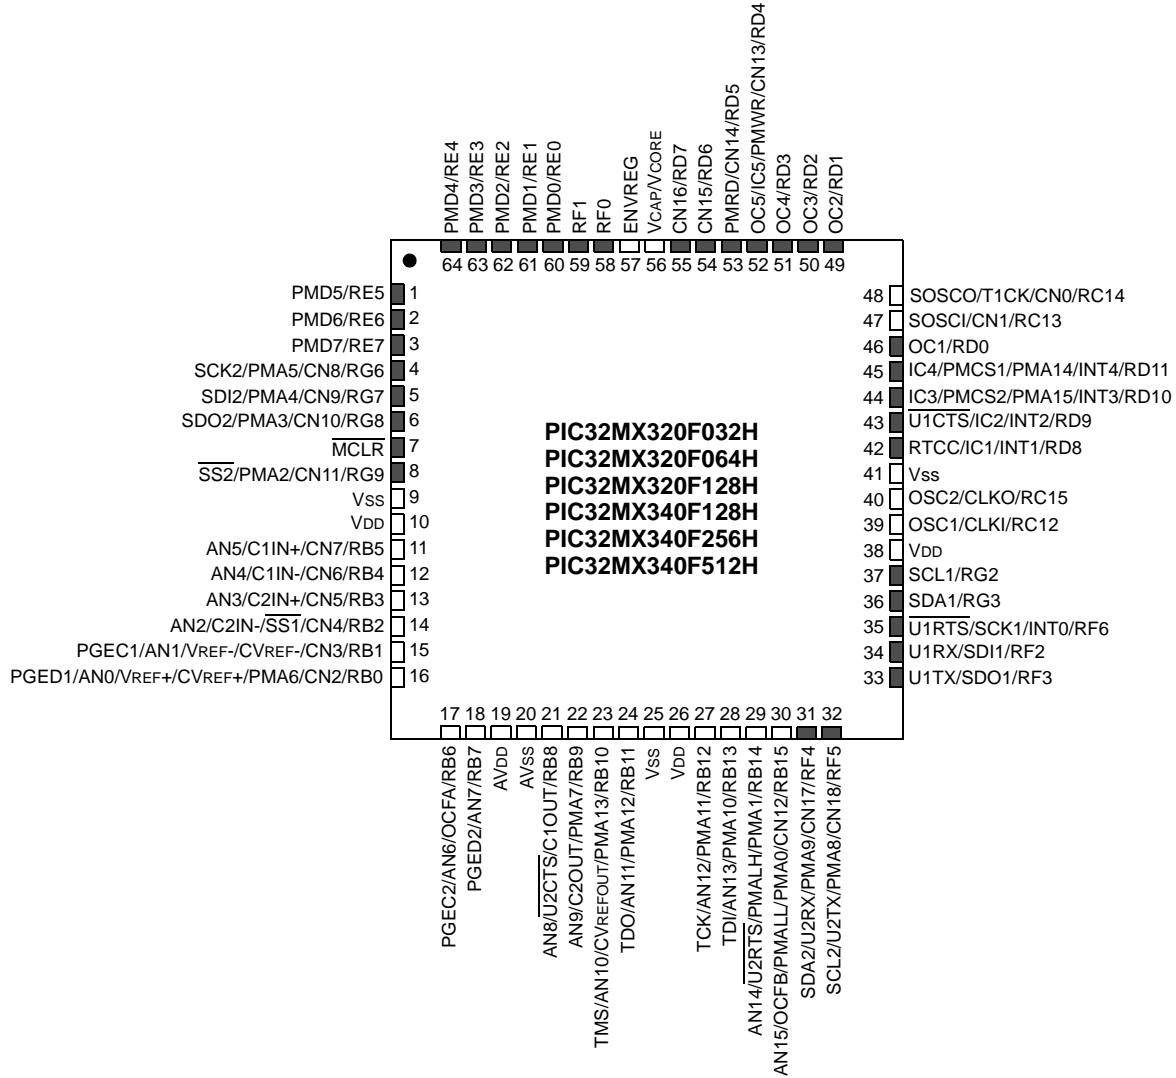 PMD4/RE4
PMD3/RE3
PMD2/RE2
PMD1/RE1
PMD0/RE0
RF1
RF0
ENVREG
VCAP/VCORE
CN16/RD7
CN15/RD6
PMRD/CN14/RD5
OC5/IC5/PMWR/CN13/RD4
OC4/RD3
OC3/RD2
OC2/RD1
64 63 62 61 60 59 58 57 56 55 54 53 52 51 50 49
PMD5/RE5 1
PMD6/RE6 2
PMD7/RE7 3
SCK2/PMA5/CN8/RG6 4
SDI2/PMA4/CN9/RG7 5
SDO2/PMA3/CN10/RG8 6
MCLR 7
SS2/PMA2/CN11/RG9 8
VSS 9
VDD 10
AN5/C1IN+/CN7/RB5 11
AN4/C1IN-/CN6/RB4 12
AN3/C2IN+/CN5/RB3 13
AN2/C2IN-/SS1/CN4/RB2 14
PGEC1/AN1/VREF-/CVREF-/CN3/RB1 15
PGED1/AN0/VREF+/CVREF+/PMA6/CN2/RB0 16
PIC32MX320F032H
PIC32MX320F064H
PIC32MX320F128H
PIC32MX340F128H
PIC32MX340F256H
PIC32MX340F512H
48 SOSCO/T1CK/CN0/RC14
47 SOSCI/CN1/RC13
46 OC1/RD0
45 IC4/PMCS1/PMA14/INT4/RD11
44 IC3/PMCS2/PMA15/INT3/RD10
43 U1CTS/IC2/INT2/RD9
42 RTCC/IC1/INT1/RD8
41 Vss
40 OSC2/CLKO/RC15
39 OSC1/CLKI/RC12
38 VDD
37 SCL1/RG2
36 SDA1/RG3
35 U1RTS/SCK1/INT0/RF6
34 U1RX/SDI1/RF2
33 U1TX/SDO1/RF3
17 18 19 20 21 22 23 24 25 26 27 28 29 30 31 32
PGEC2/AN6/OCFA/RB6
PGED2/AN7/RB7
AVDD
AVSS
AN8/U2CTS/C1OUT/RB8
AN9/C2OUT/PMA7/RB9
TMS/AN10/CVREFOUT/PMA13/RB10
TDO/AN11/PMA12/RB11
VSS
VDD
TCK/AN12/PMA11/RB12
TDI/AN13/PMA10/RB13
AN14/U2RTS/PMALH/PMA1/RB14
AN15/OCFB/PMALL/PMA0/CN12/RB15
SDA2/U2RX/PMA9/CN17/RF4
SCL2/U2TX/PMA8/CN18/RF5